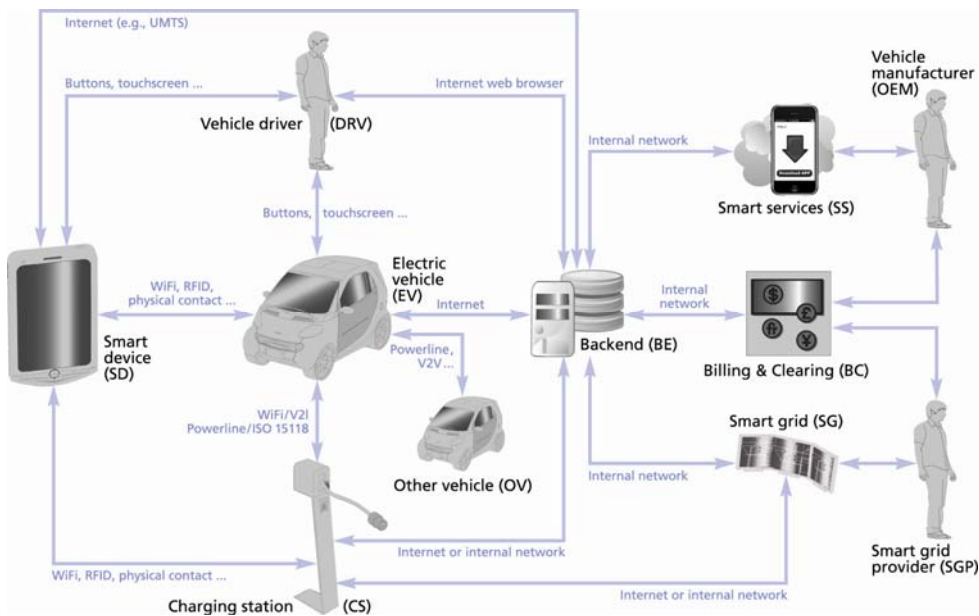 Internet (e.g., UMTS)
Buttons, touchscreen ...
Internet web browser
Vehicle driver (DRV)
Vehicle
manufacturer
(OEM)
Internal network
Smart services (SS)
Buttons, touchscreen ...
Electric
vehicle
(EV)
WiFi, RFID,
physical contact ...
Internet
Internal
network
Smart
device
(SD)
Backend (BE)
Billing & Clearing (BC)
Powerline,
V2V ...
WiFi/V2I
Powerline/ISO 15118
Smart grid (SG)
Other vehicle (OV)
Internal network
Internet or internal network
Smart grid
provider (SGP)
WiFi, RFID, physical contact ...
Charging station (CS)
Internet or internal network